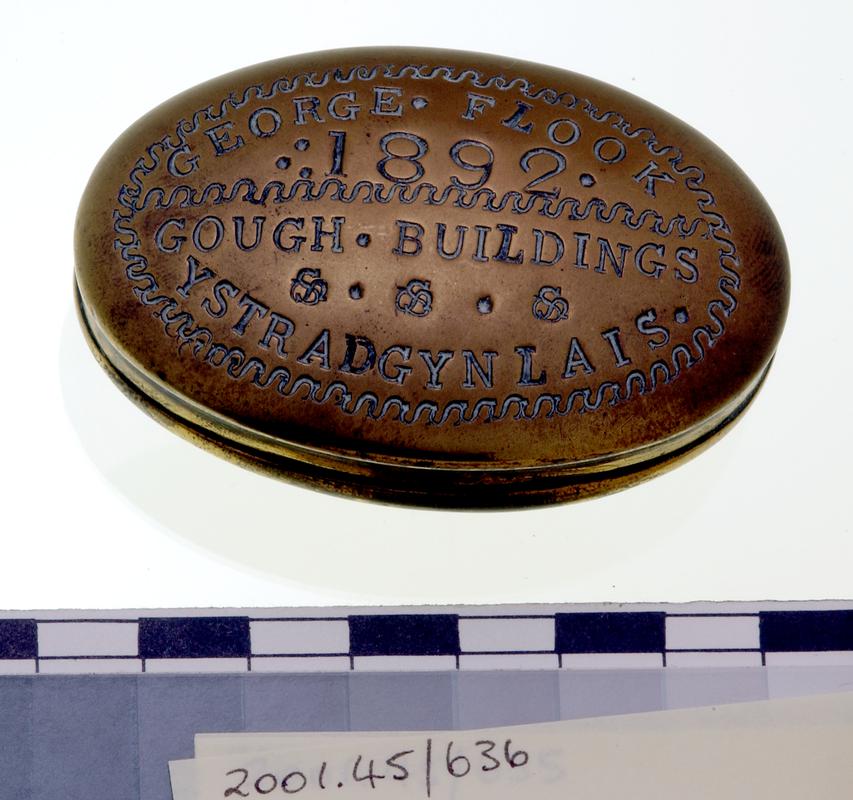 GEORGE· FLOOK
1892·
GOUGH · BUILDINGS
YSTRADGYNLAIS·
2001.45/636